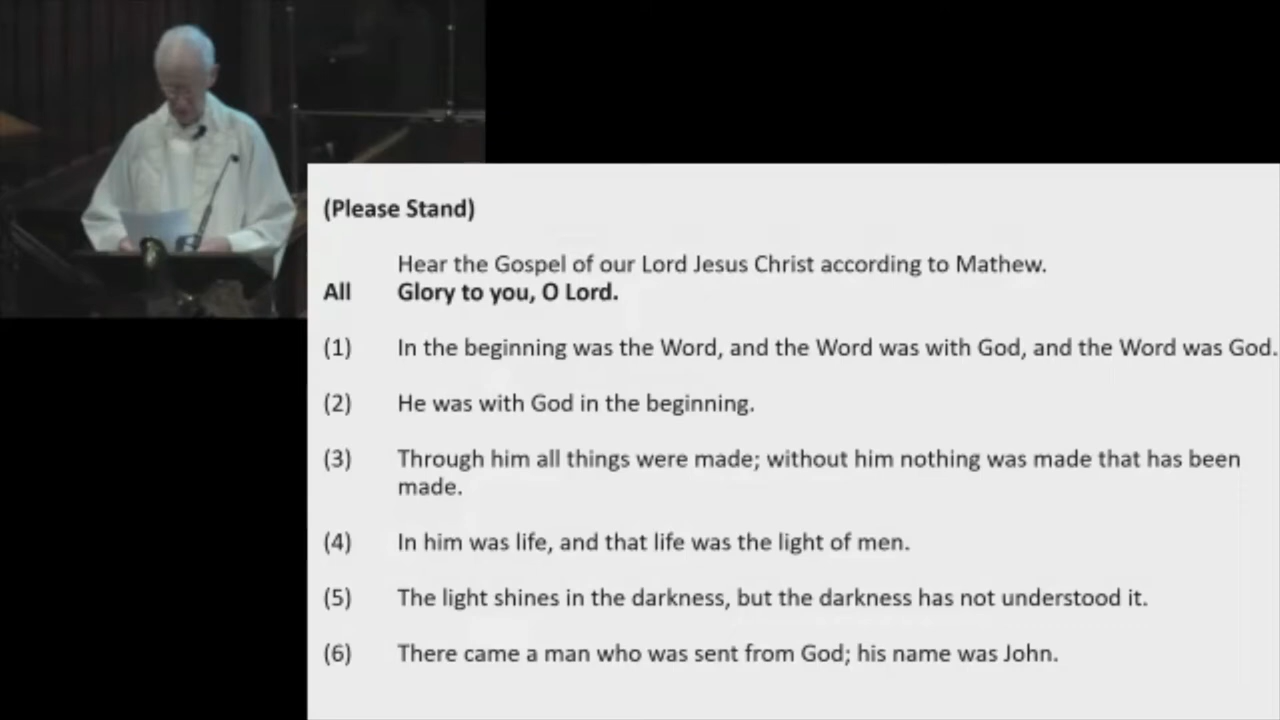 (Please Stand)
Hear the Gospel of our Lord Jesus Christ according to Mathew.
All Glory to you, O Lord.
(1) In the beginning was the Word, and the Word was with God, and the Word was God.
(2) He was with God in the beginning.
(3) Through him all things were made; without him nothing was made that has been
made.
(4) In him was life, and that life was the light of men.
(5) The light shines in the darkness, but the darkness has not understood it.
(6) There came a man who was sent from God; his name was John.